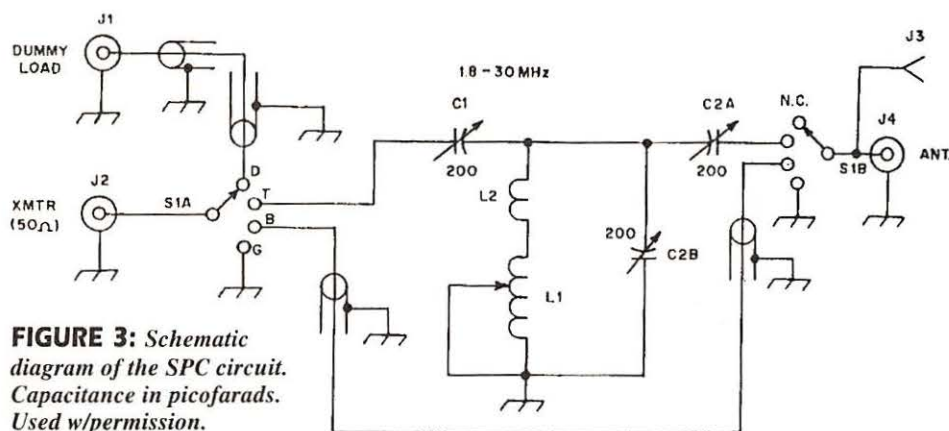 J1
DUMMY
LOAD
J2
XMTR
(50Ω)
S1A
D
T
B
G
1.8 – 30 MHz
C1
200
L2
L1
200
C2B
C2A
200
N.C.
S1B
J3
J4
ANT.
FIGURE 3: Schematic
diagram of the SPC circuit.
Capacitance in picofarads.
Used w/permission.